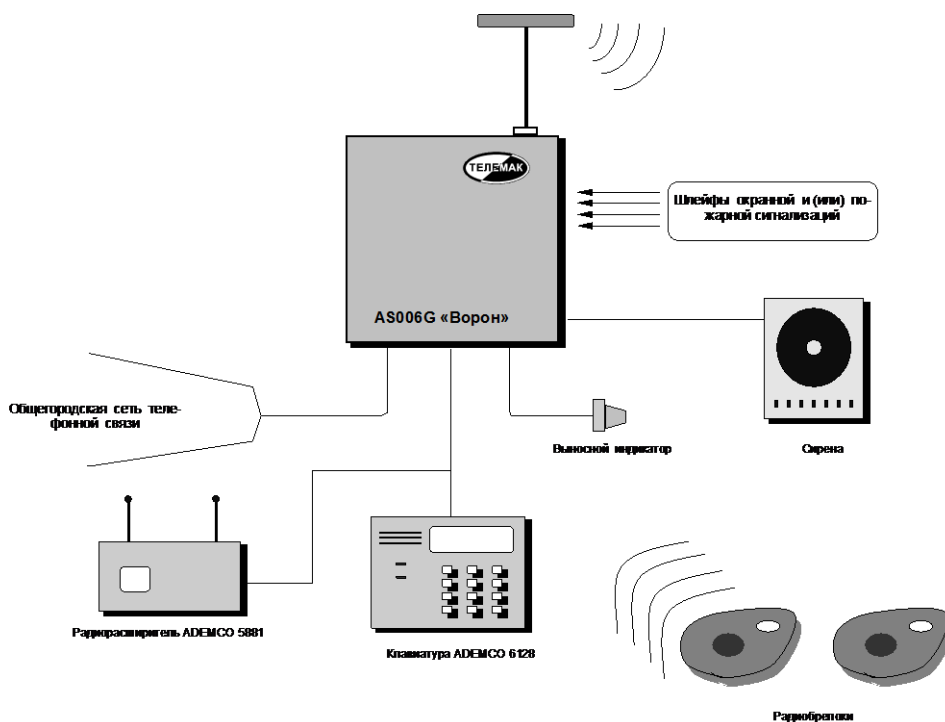 ТЕЛЕМАК
Шлейфы охранной и (или) по-
жарной сигнализаций
AS006G «Ворон»
Общегородская сеть теле-
фонной связи
Выносной индикатор
Сирена
Радиорасширитель ADEMCO 5881
Клавиатура ADEMCO 6128
Радиобрелоки